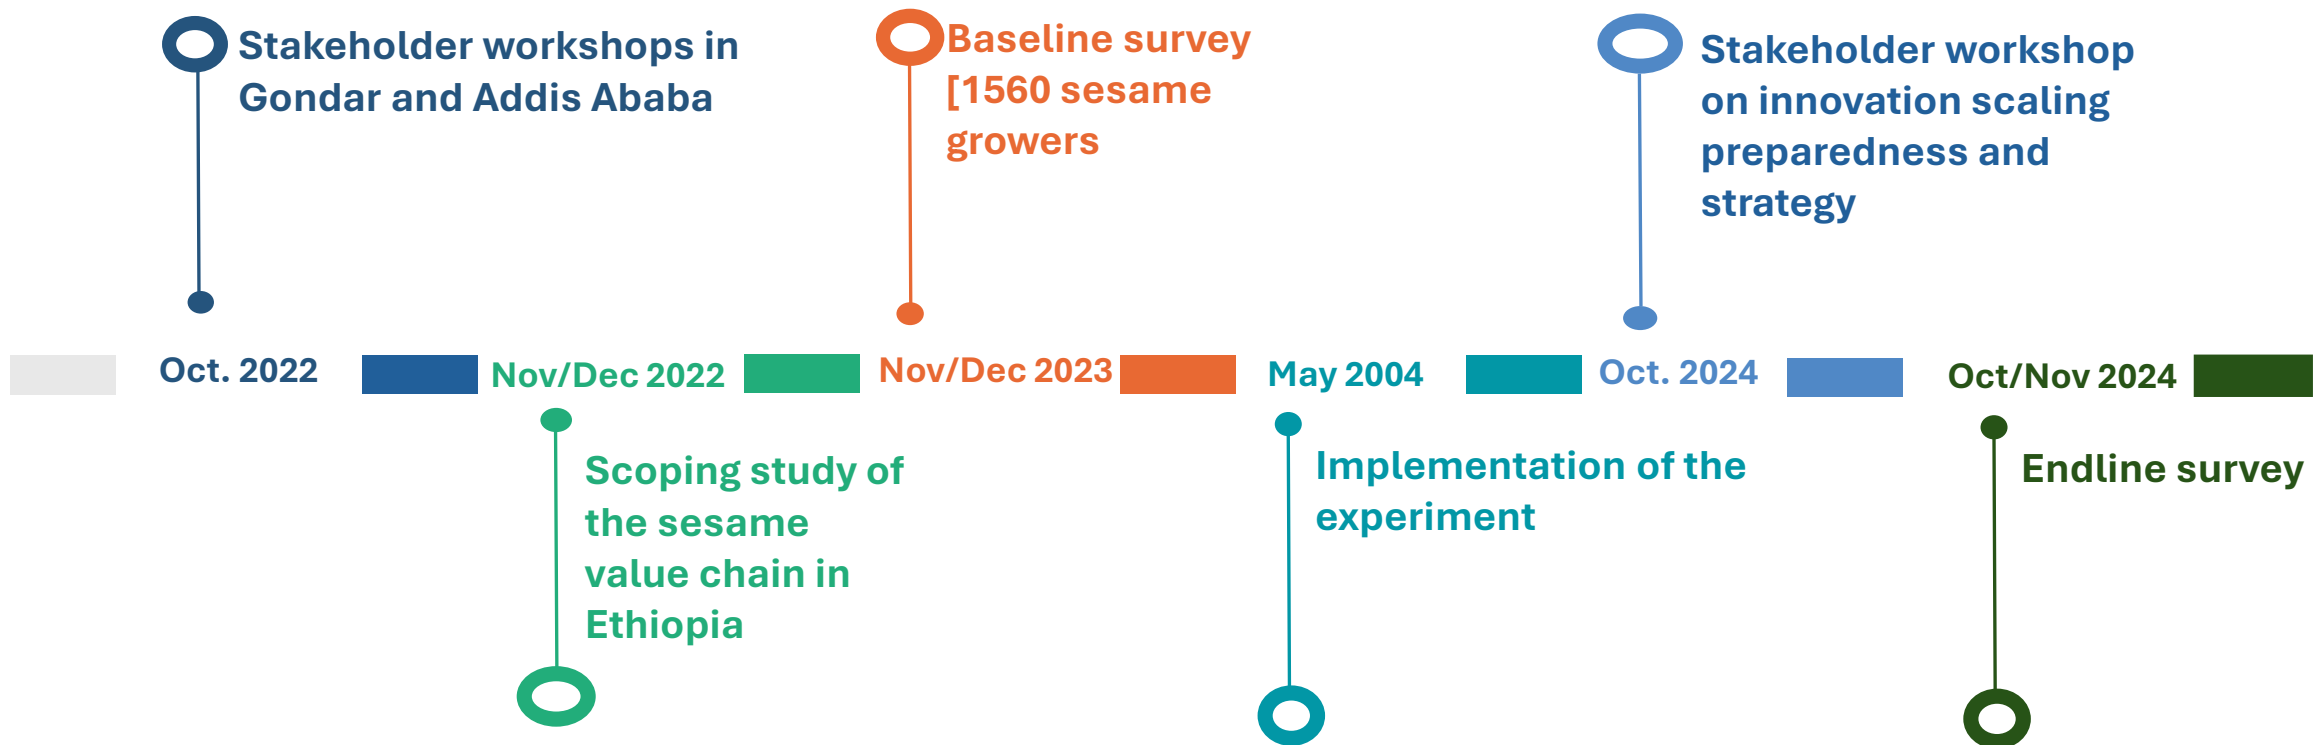 Stakeholder workshops in
Gondar and Addis Ababa
Baseline survey
[1560 sesame
growers
Stakeholder workshop
on innovation scaling
preparedness and
strategy
Oct. 2022
Nov/Dec 2022
Nov/Dec 2023
May 2004
Oct. 2024
Oct/Nov 2024
Scoping study of
the sesame
value chain in
Ethiopia
Implementation of the
experiment
Endline survey